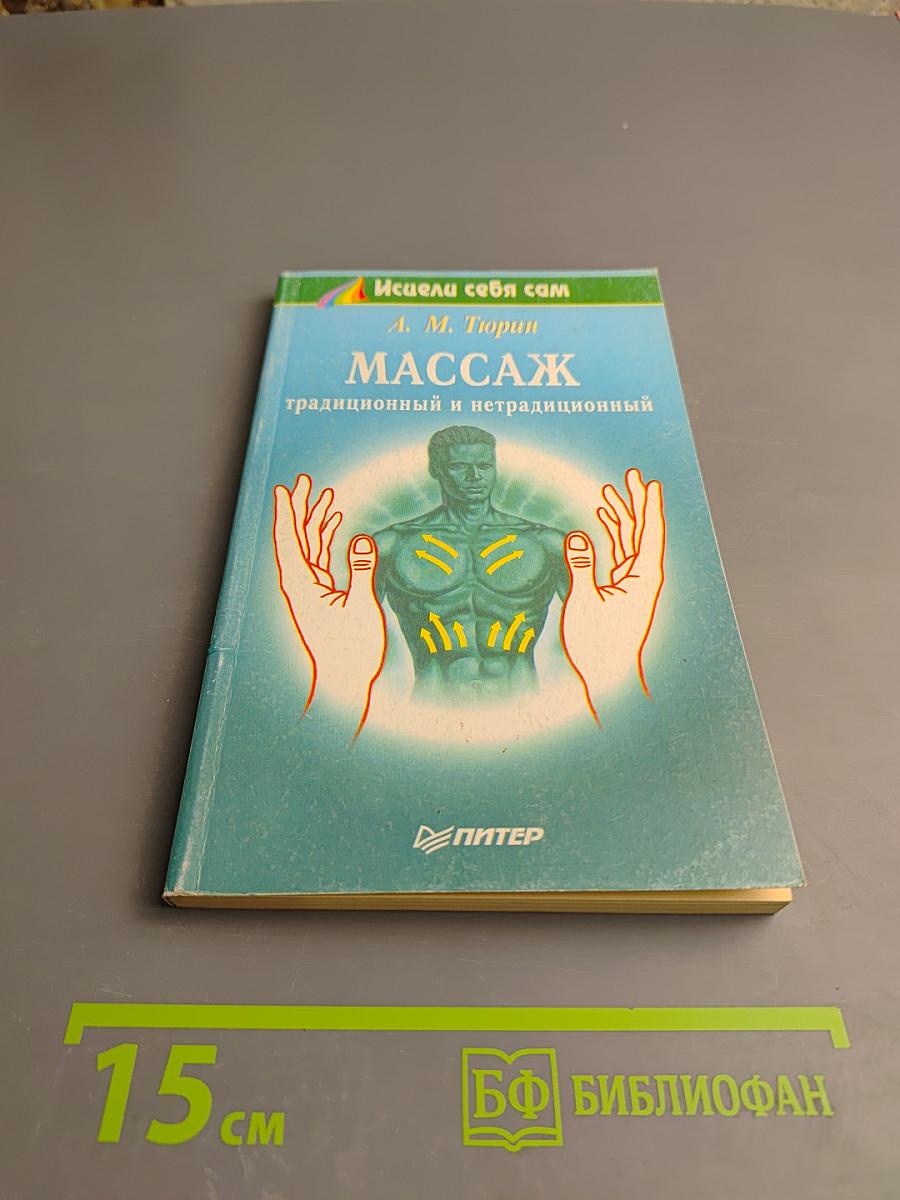 Исцели себя сам
А. М. Тюрин
МАССАЖ
традиционный и нетрадиционный
ПИТЕР
15 см
БФ БИБЛИОФАН